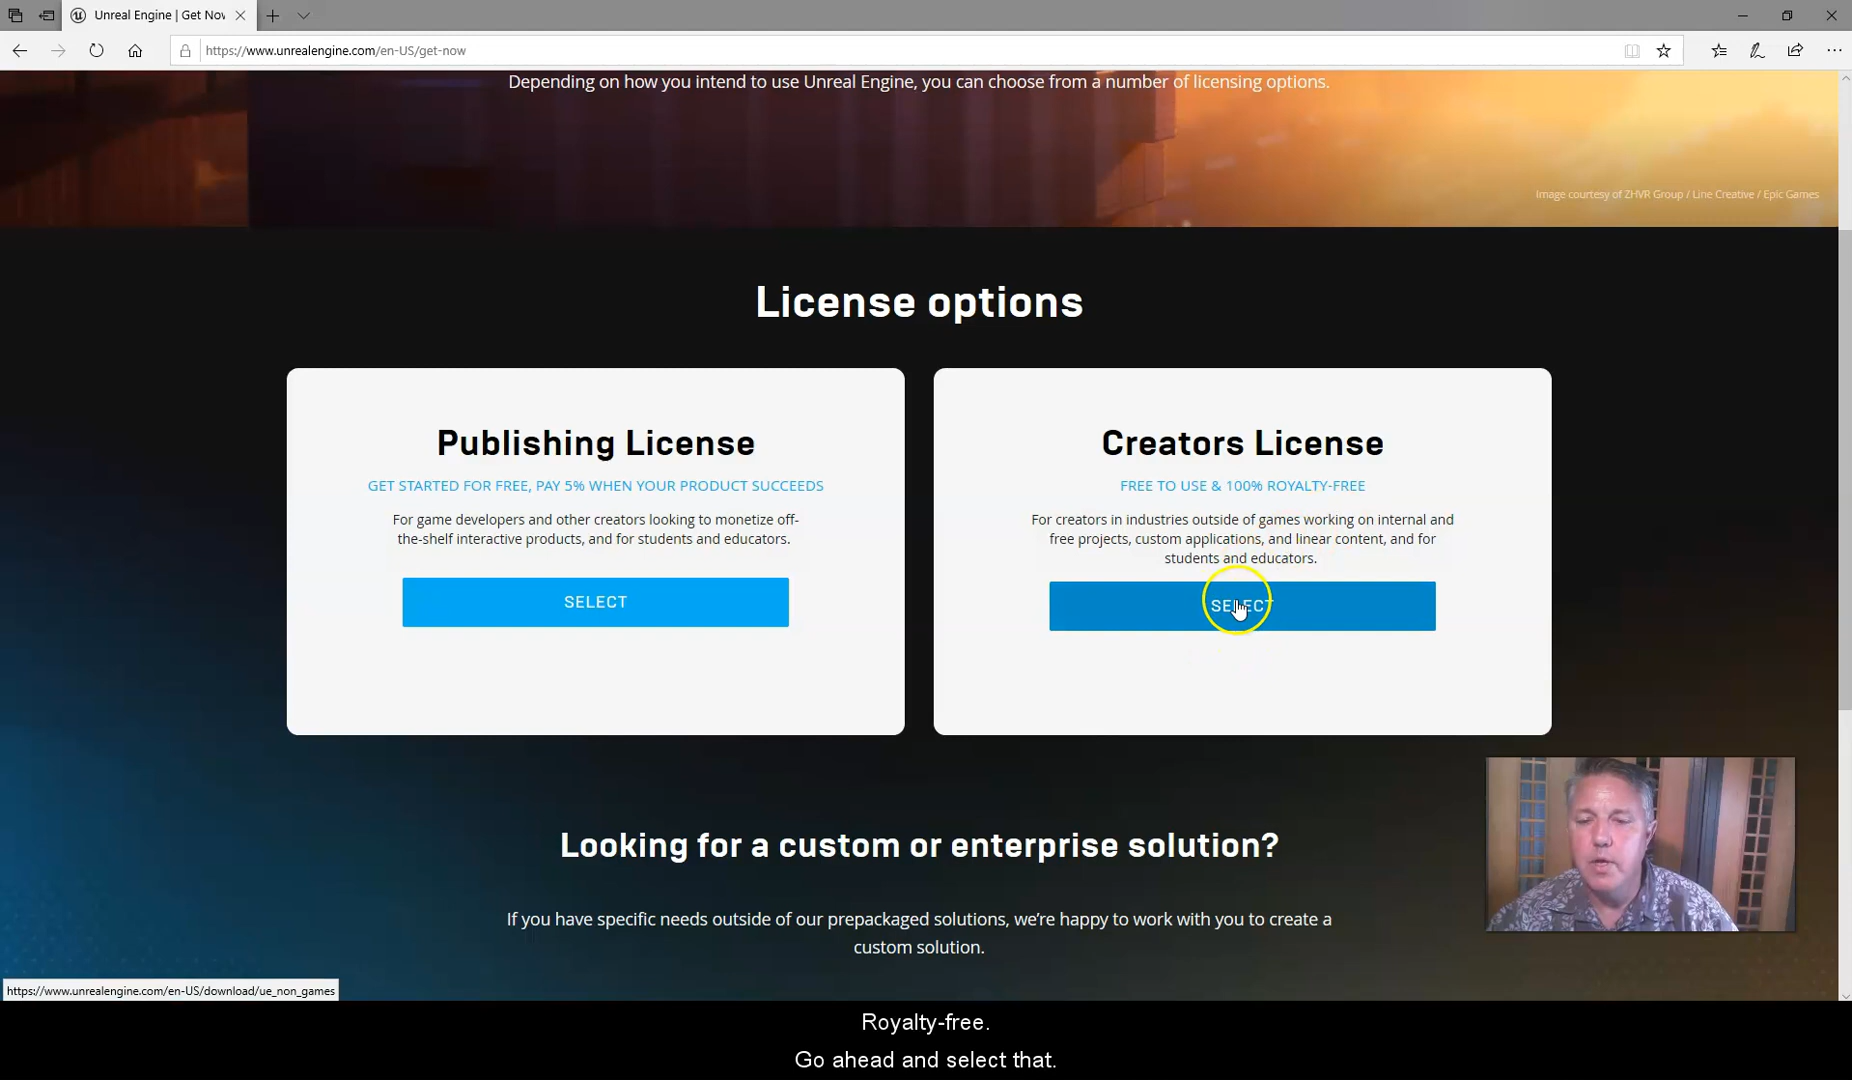 Unreal Engine | Get Nov
https://www.unrealengine.com/en-US/get-now
Depending on how you intend to use Unreal Engine, you can choose from a number of licensing options.
Image courtesy of ZHVR Group / Line Creative / Epic Games
License options
Publishing License
GET STARTED FOR FREE, PAY 5% WHEN YOUR PRODUCT SUCCEEDS
For game developers and other creators looking to monetize off-
the-shelf interactive products, and for students and educators.
SELECT
Creators License
FREE TO USE & 100% ROYALTY-FREE
For creators in industries outside of games working on internal and
free projects, custom applications, and linear content, and for
students and educators.
SELECT
Looking for a custom or enterprise solution?
If you have specific needs outside of our prepackaged solutions, we're happy to work with you to create a
custom solution.
https://www.unrealengine.com/en-US/download/ue_non_games
Royalty-free.
Go ahead and select that.